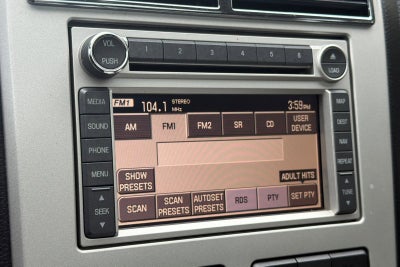 VOL
PUSH
1 2 3 4 5 6
LOAD
MEDIA
SOUND
PHONE
MENU
SEEK
FM1 104.1 STEREO MHz 3:59PM
AM FM1 FM2 SR CD USER DEVICE
SHOW PRESETS
ADULT HITS
SCAN SCAN PRESETS AUTOSET PRESETS RDS PTY SET PTY
MAP
DEST
NAV
REPEAT
TUNE